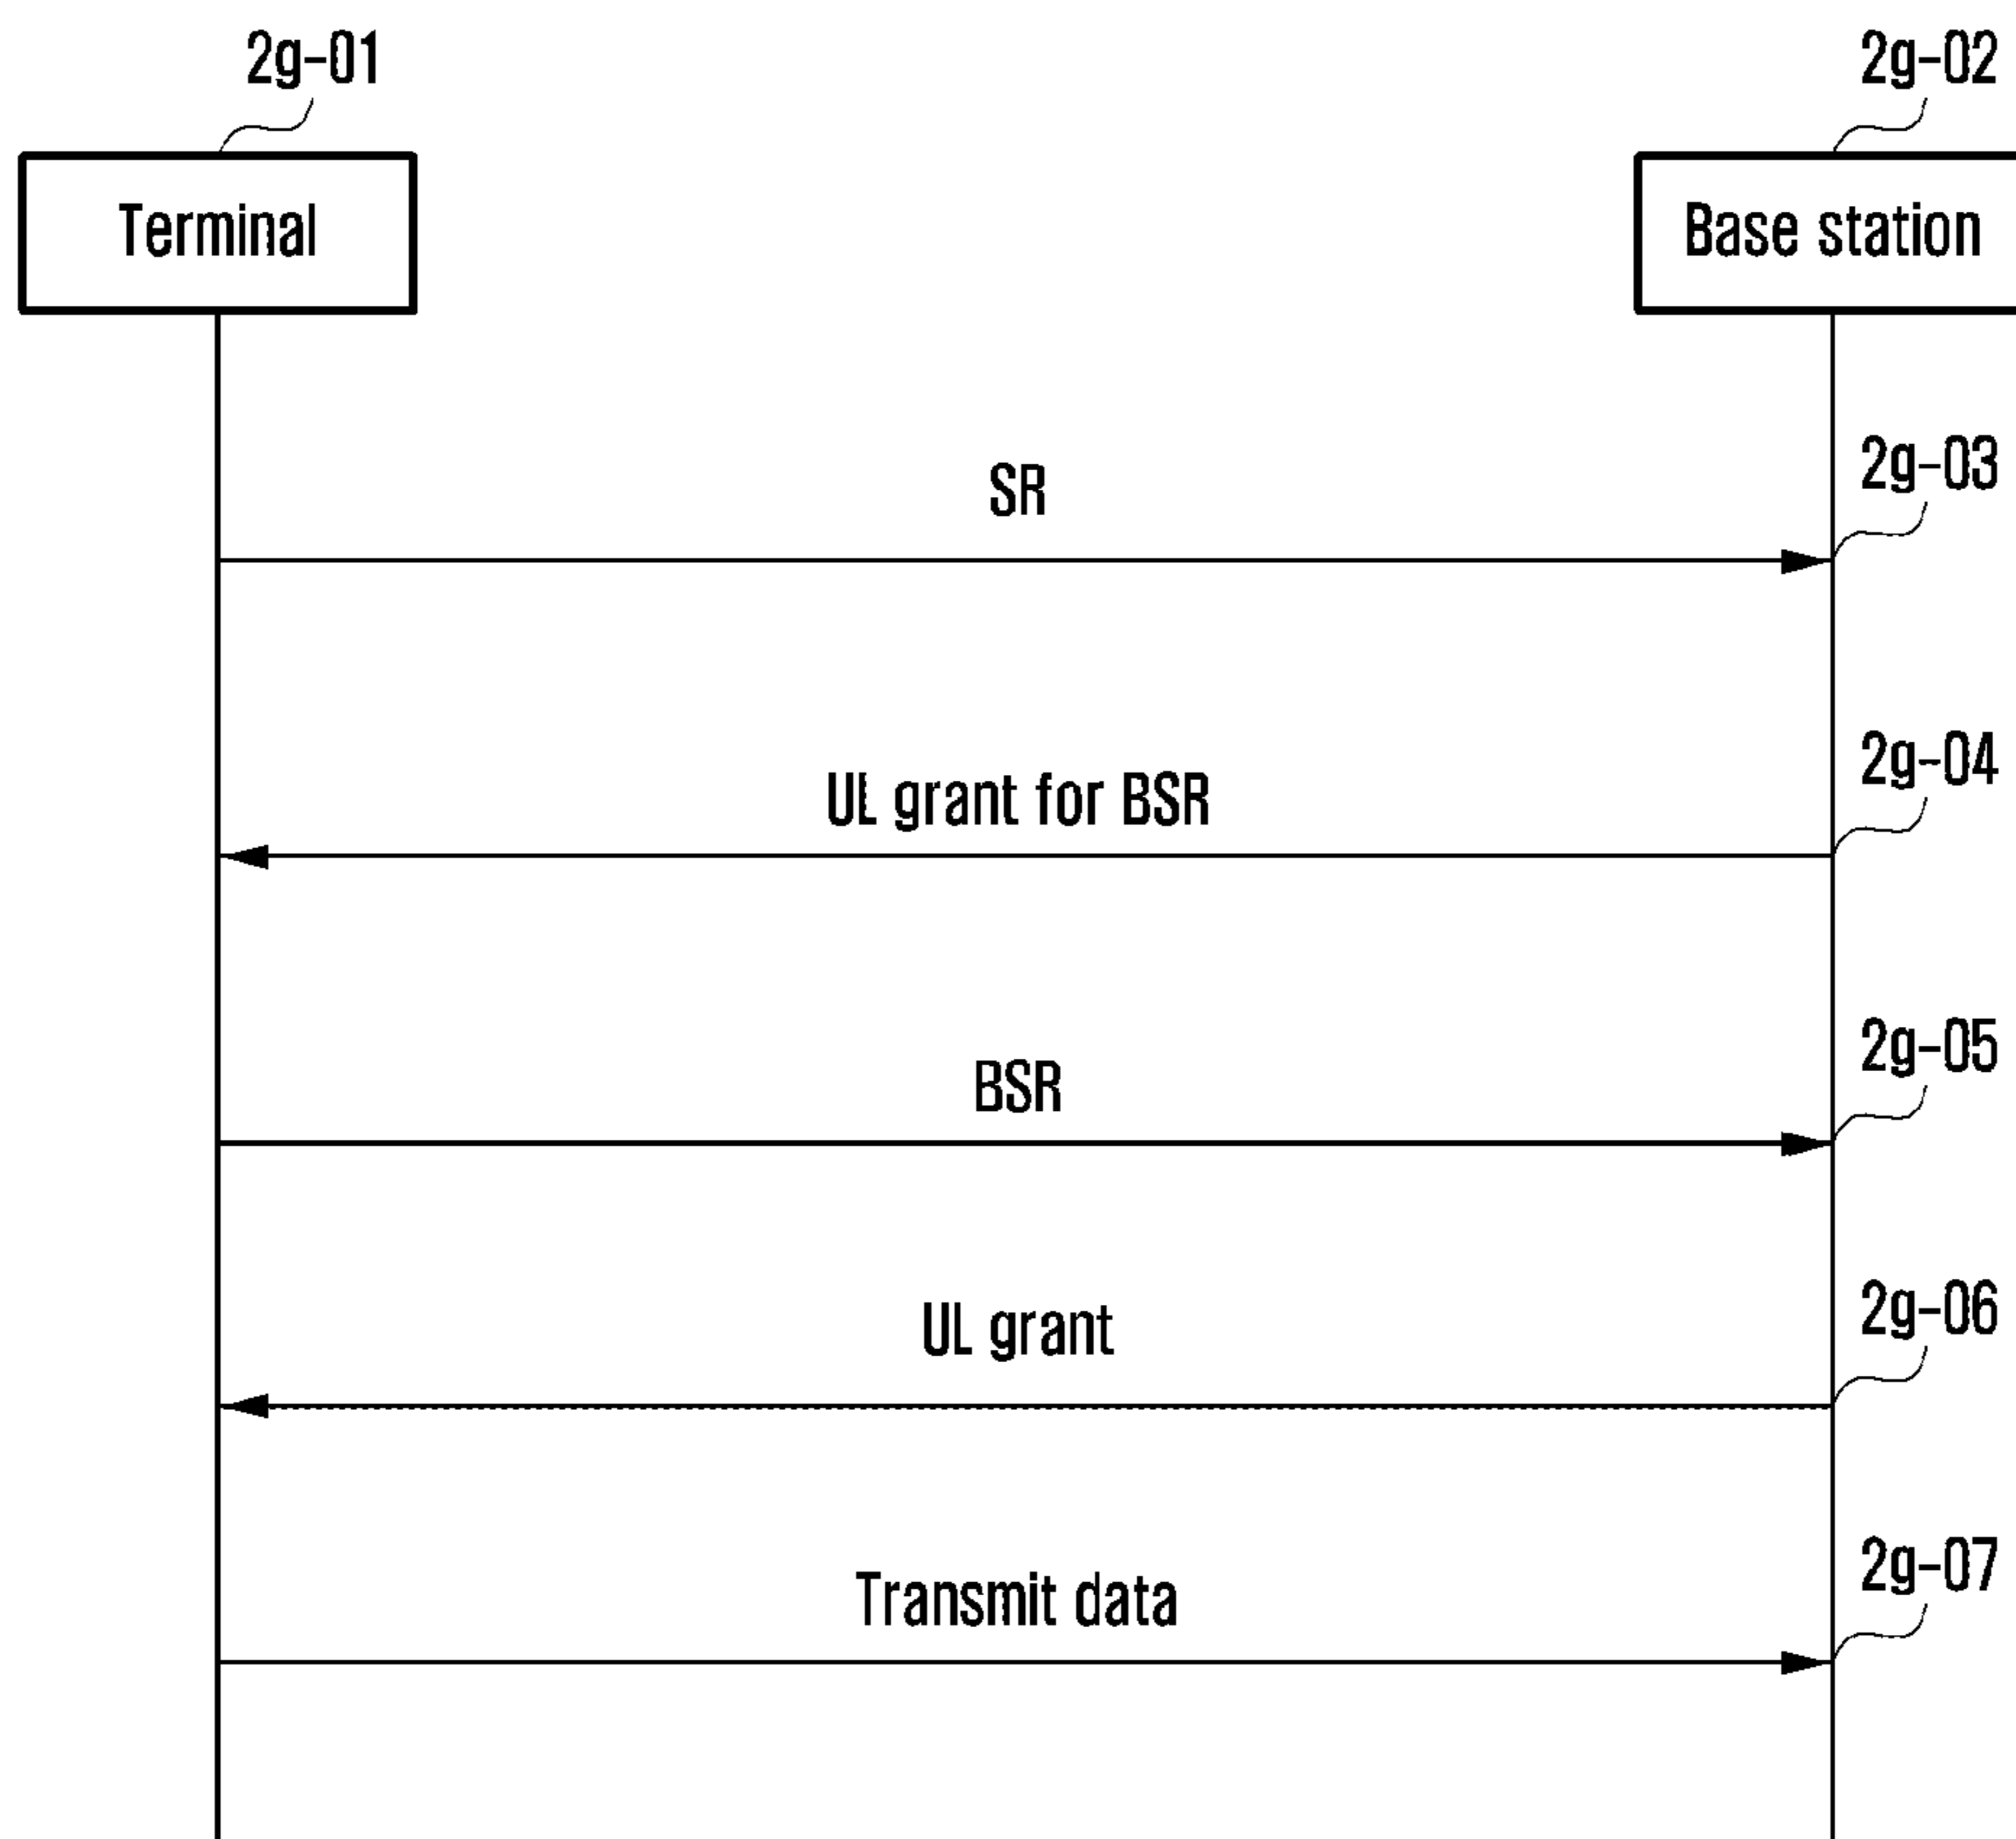 2g-01
2g-02
Terminal
Base station
2g-03
SR
2g-04
UL grant for BSR
2g-05
BSR
2g-06
UL grant
2g-07
Transmit data